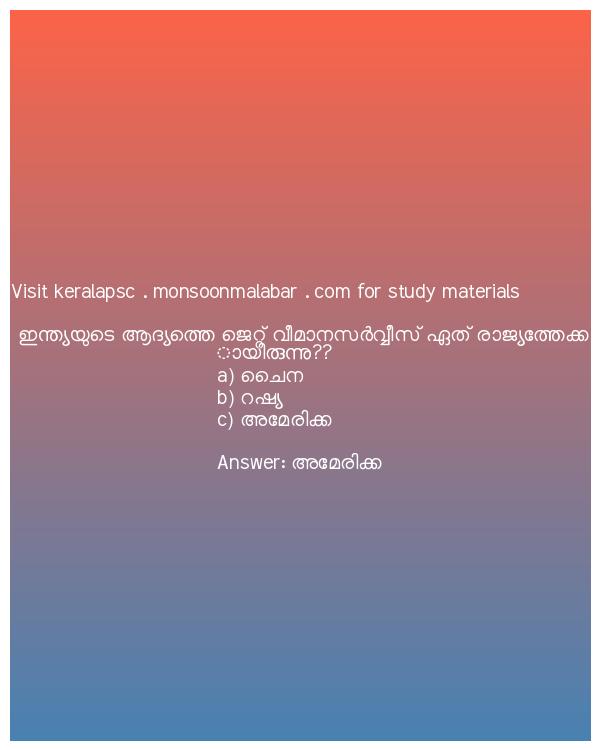 Visit keralapsc . monsoonmalabar . com for study materials
ഇന്ത്യയുടെ ആദ്യത്തെ ജെറ്റ് വീമാനസർവ്വീസ് ഏത് രാജ്യത്തേക്ക
ായീരുന്നു??
a) ചൈന
b) റഷ്യ
c) അമേരിക്ക
Answer: അമേരിക്ക